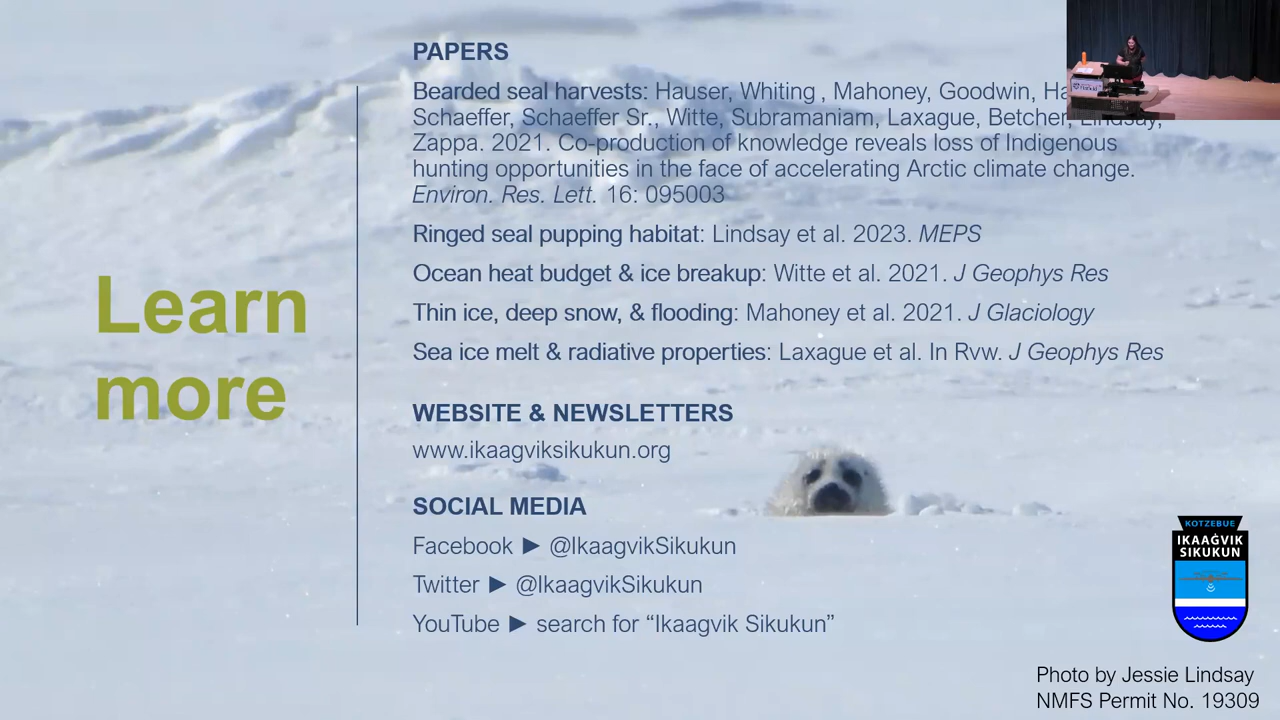 PAPERS
Bearded seal harvests: Hauser, Whiting , Mahoney, Goodwin,
Schaeffer, Schaeffer Sr., Witte, Subramaniam, Laxague, Betcher, Lindsay,
Zappa. 2021. Co-production of knowledge reveals loss of Indigenous
hunting opportunities in the face of accelerating Arctic climate change.
Environ. Res. Lett. 16: 095003
Ringed seal pupping habitat: Lindsay et al. 2023. MEPS
Ocean heat budget & ice breakup: Witte et al. 2021. J Geophys Res
Thin ice, deep snow, & flooding: Mahoney et al. 2021. J Glaciology
Sea ice melt & radiative properties: Laxague et al. In Rvw. J Geophys Res
Learn
more
WEBSITE & NEWSLETTERS
www.ikaagviksikukun.org
SOCIAL MEDIA
Facebook ► @IkaagvikSikukun
Twitter ► @IkaagvikSikukun
YouTube ► search for “Ikaagvik Sikukun”
KOTZEBUE
IKAAĠVIK
SIKUKUN
Photo by Jessie Lindsay
NMFS Permit No. 19309